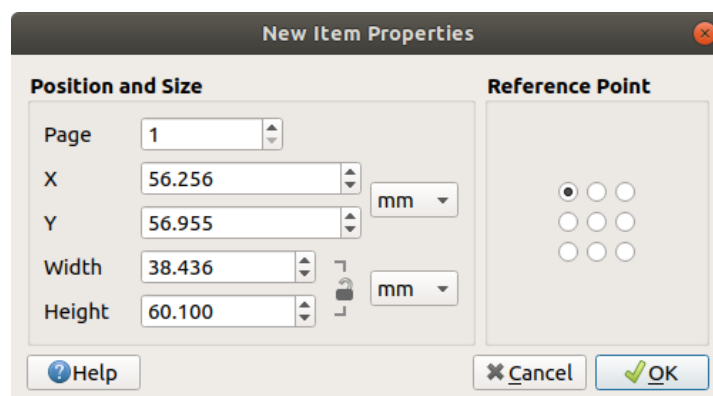 New Item Properties
Position and Size
Reference Point
Page 1
X 56.256
mm
Y 56.955
Width 38.436
mm
Height 60.100
Help
Cancel
OK